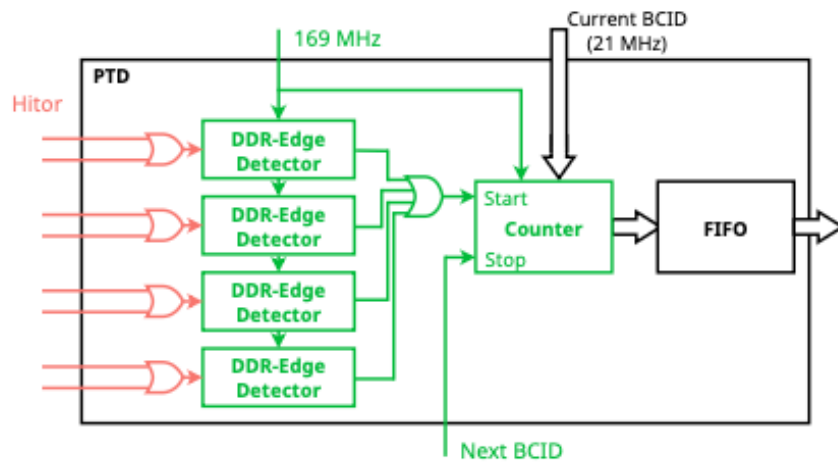 Current BCID
(21 MHz)
169 MHz
PTD
Hitor
DDR-Edge
Detector
DDR-Edge
Detector
DDR-Edge
Detector
DDR-Edge
Detector
Start
Counter
Stop
FIFO
Next BCID